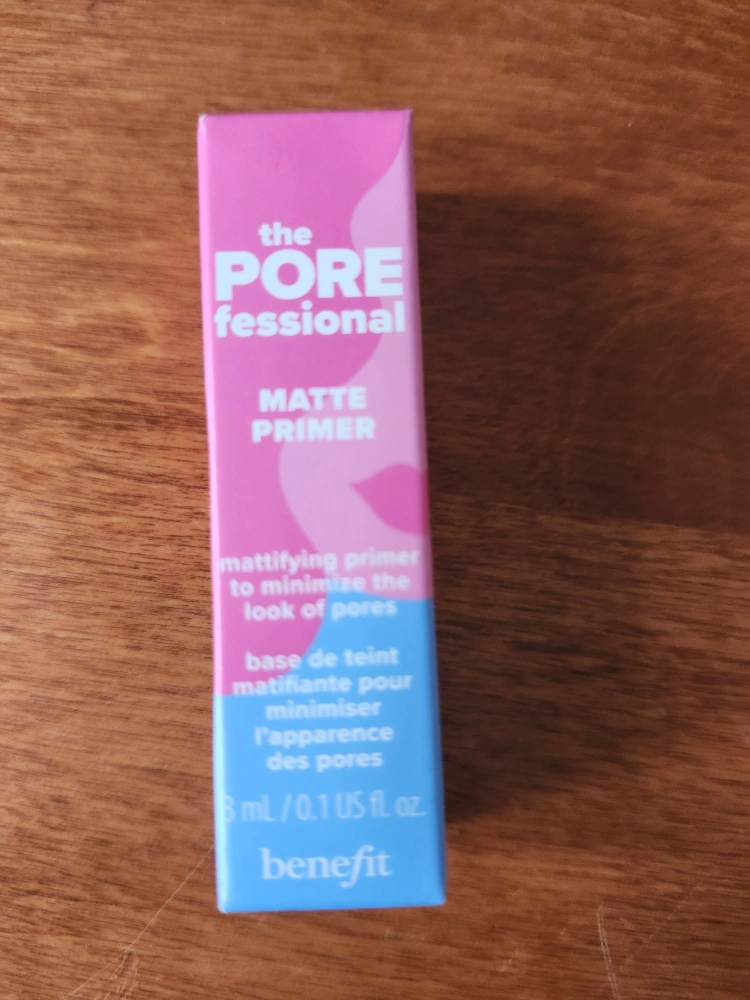 the
PORE
fessional
MATTE
PRIMER
mattifying primer
to minimize the
look of pores
base de teint
matifiante pour
minimiser
l'apparence
des pores
3 mL / 0.1 US fl. oz.
benefit